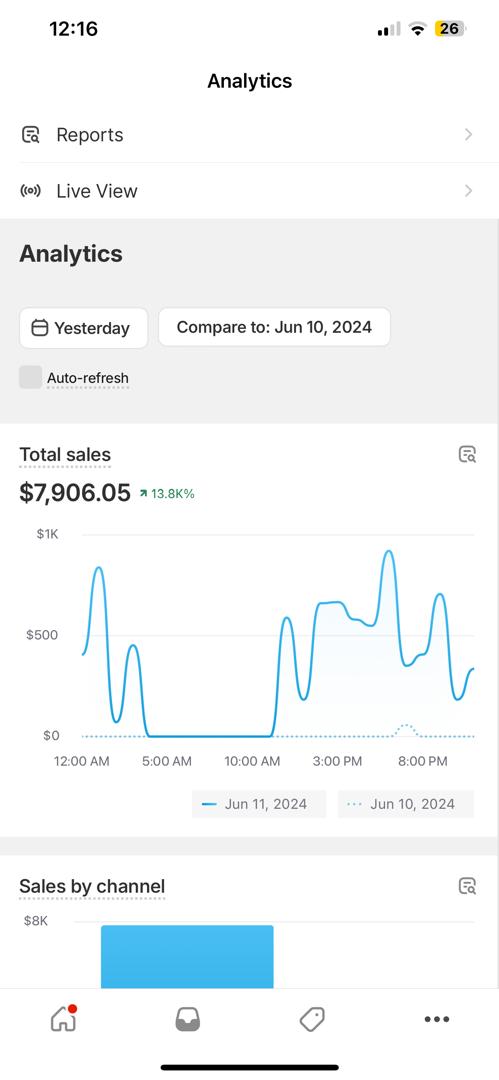 12:16
26
Analytics
Reports
Live View
Analytics
Yesterday
Compare to: Jun 10, 2024
Auto-refresh
Total sales
$7,906.05 13.8K%
$1K
$500
$0
12:00 AM 5:00 AM 10:00 AM 3:00 PM 8:00 PM
Jun 11, 2024 Jun 10, 2024
Sales by channel
$8K